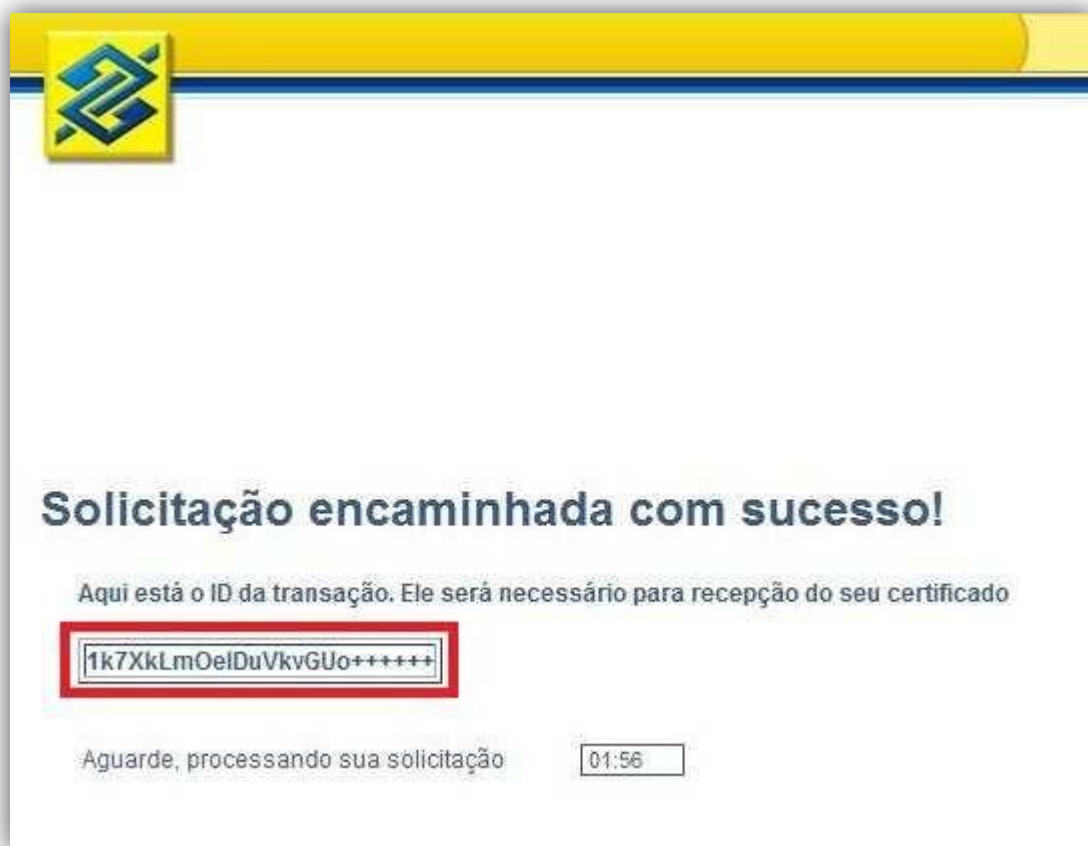 Solicitação encaminhada com sucesso!
Aqui está o ID da transação. Ele será necessário para recepção do seu certificado
1k7XkLmOelDuVkvGUo++++++
Aguarde, processando sua solicitação 01:56